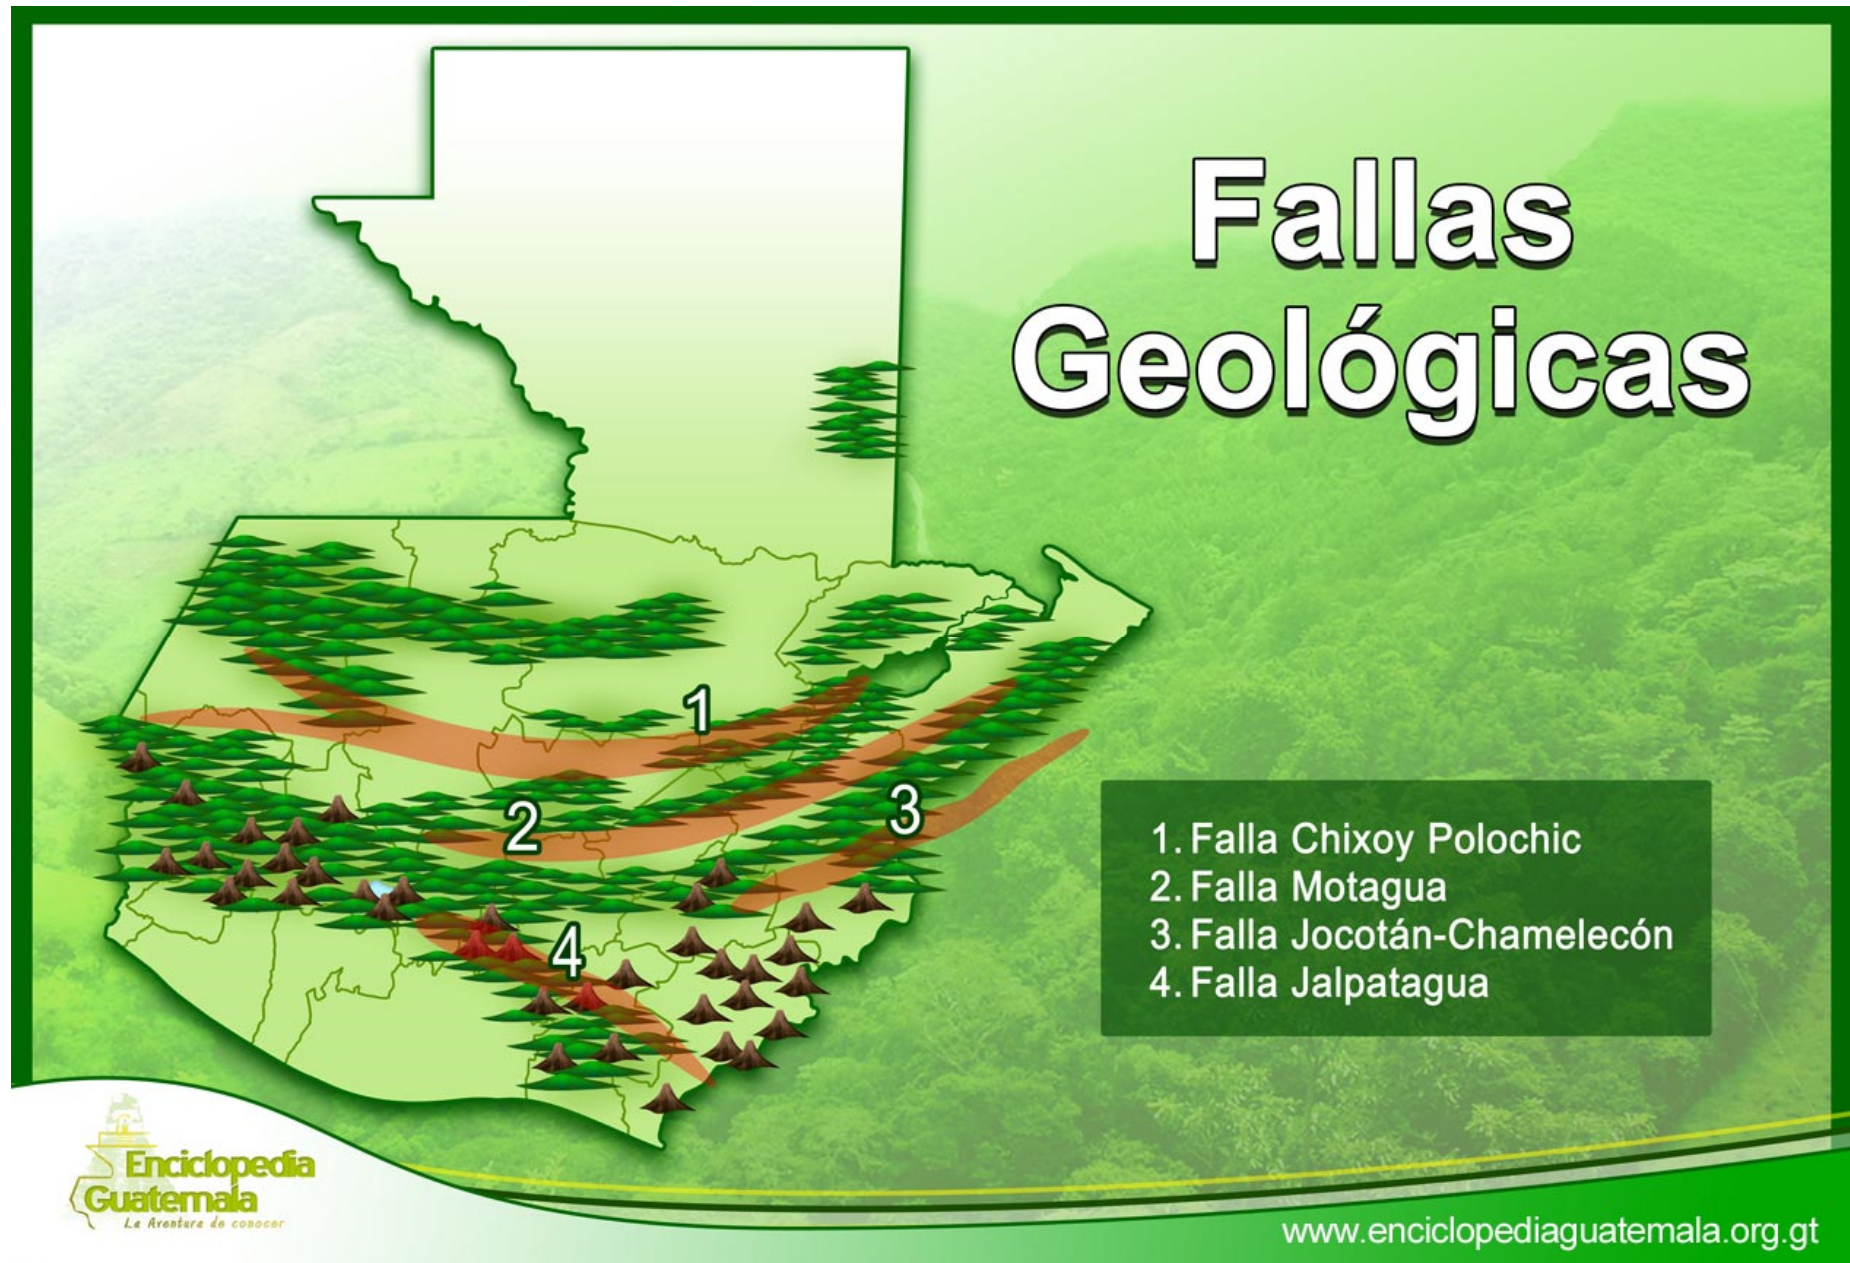 Fallas
Geológicas
1
2
3
4
1. Falla Chixoy Polochic
2. Falla Motagua
3. Falla Jocotán-Chamelecón
4. Falla Jalpatagua
Enciclopedia
Guatemala
La Aventura de conocer
www.enciclopediaguatemala.org.gt